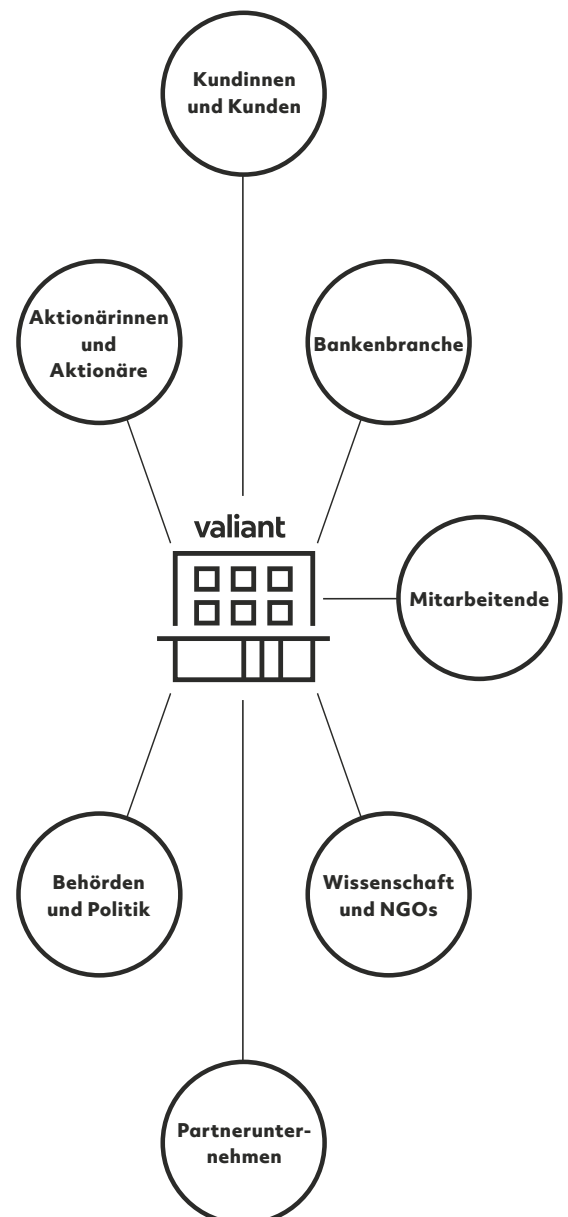 Kundinnen
und Kunden
Aktionärinnen
und
Aktionäre
Bankenbranche
valiant
Mitarbeitende
Behörden
und Politik
Wissenschaft
und NGOs
Partnerunter-
nehmen